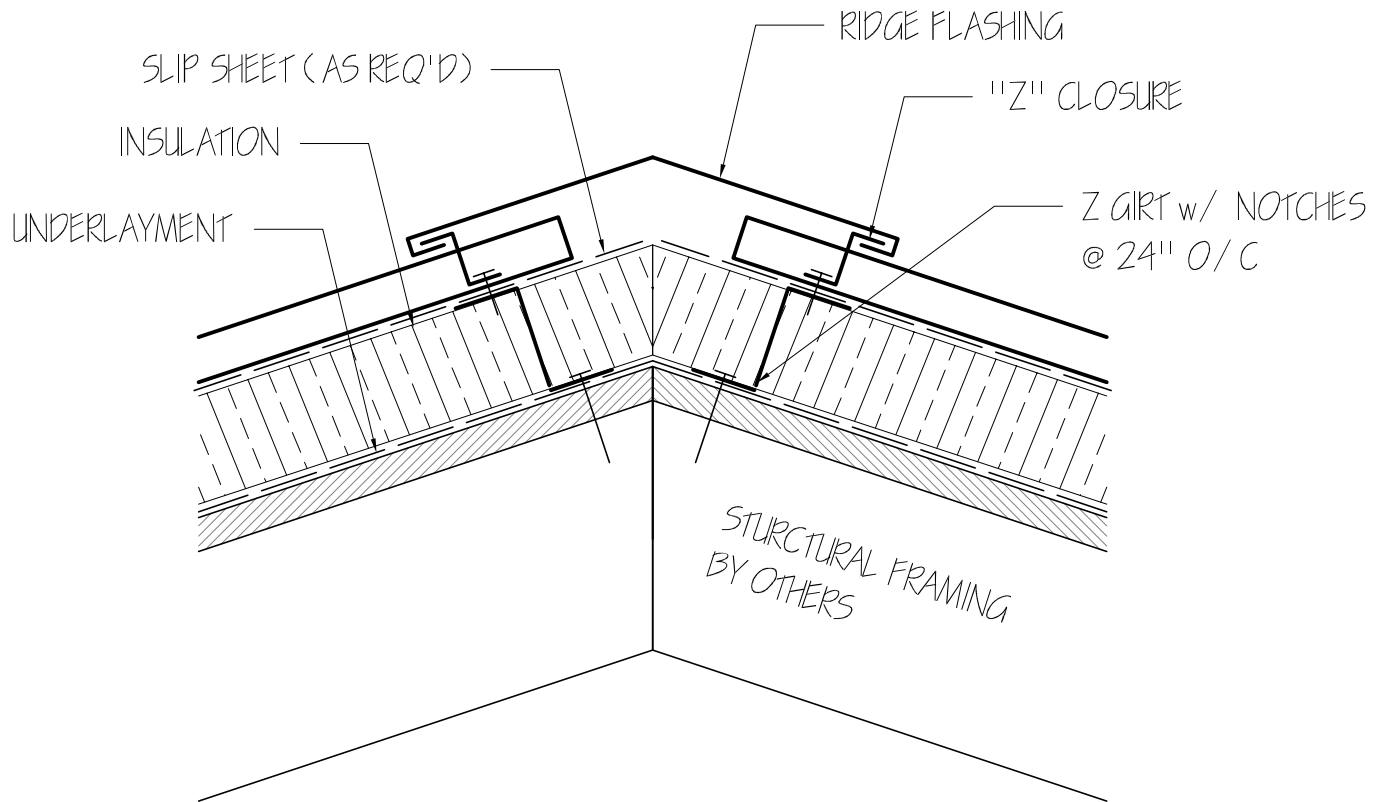 RIDGE FLASHING
SLIP SHEET (AS REQ'D)
"Z" CLOSURE
INSULATION
Z GIRT w/ NOTCHES
@ 24" O/C
UNDERLAYMENT
STURCTURAL FRAMING
BY OTHERS